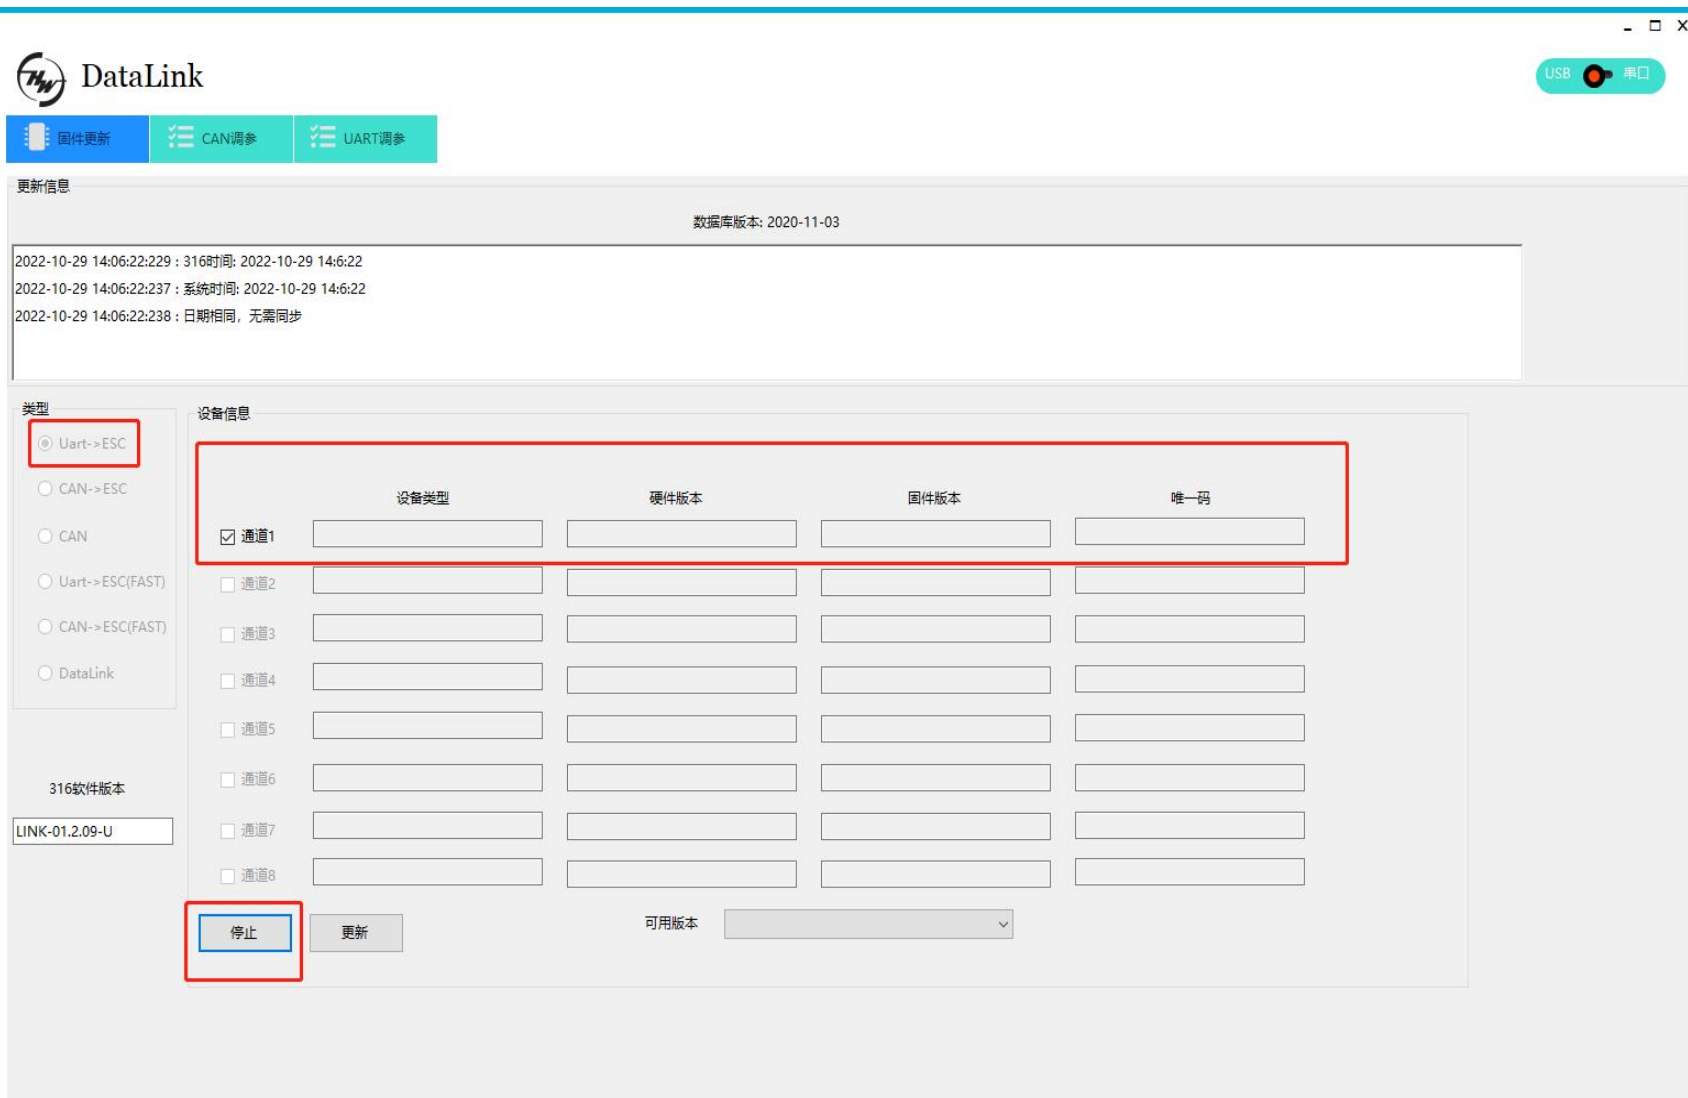 DataLink
USB 串口
固件更新 CAN调参 UART调参
更新信息
数据库版本: 2020-11-03
2022-10-29 14:06:22:229 : 316时间: 2022-10-29 14:6:22
2022-10-29 14:06:22:237 : 系统时间: 2022-10-29 14:6:22
2022-10-29 14:06:22:238 : 日期相同，无需同步
类型
Uart->ESC
CAN->ESC
CAN
Uart->ESC(FAST)
CAN->ESC(FAST)
DataLink
316软件版本
LINK-01.2.09-U
设备信息
设备类型 硬件版本 固件版本 唯一码
通道1
通道2
通道3
通道4
通道5
通道6
通道7
通道8
停止 更新 可用版本